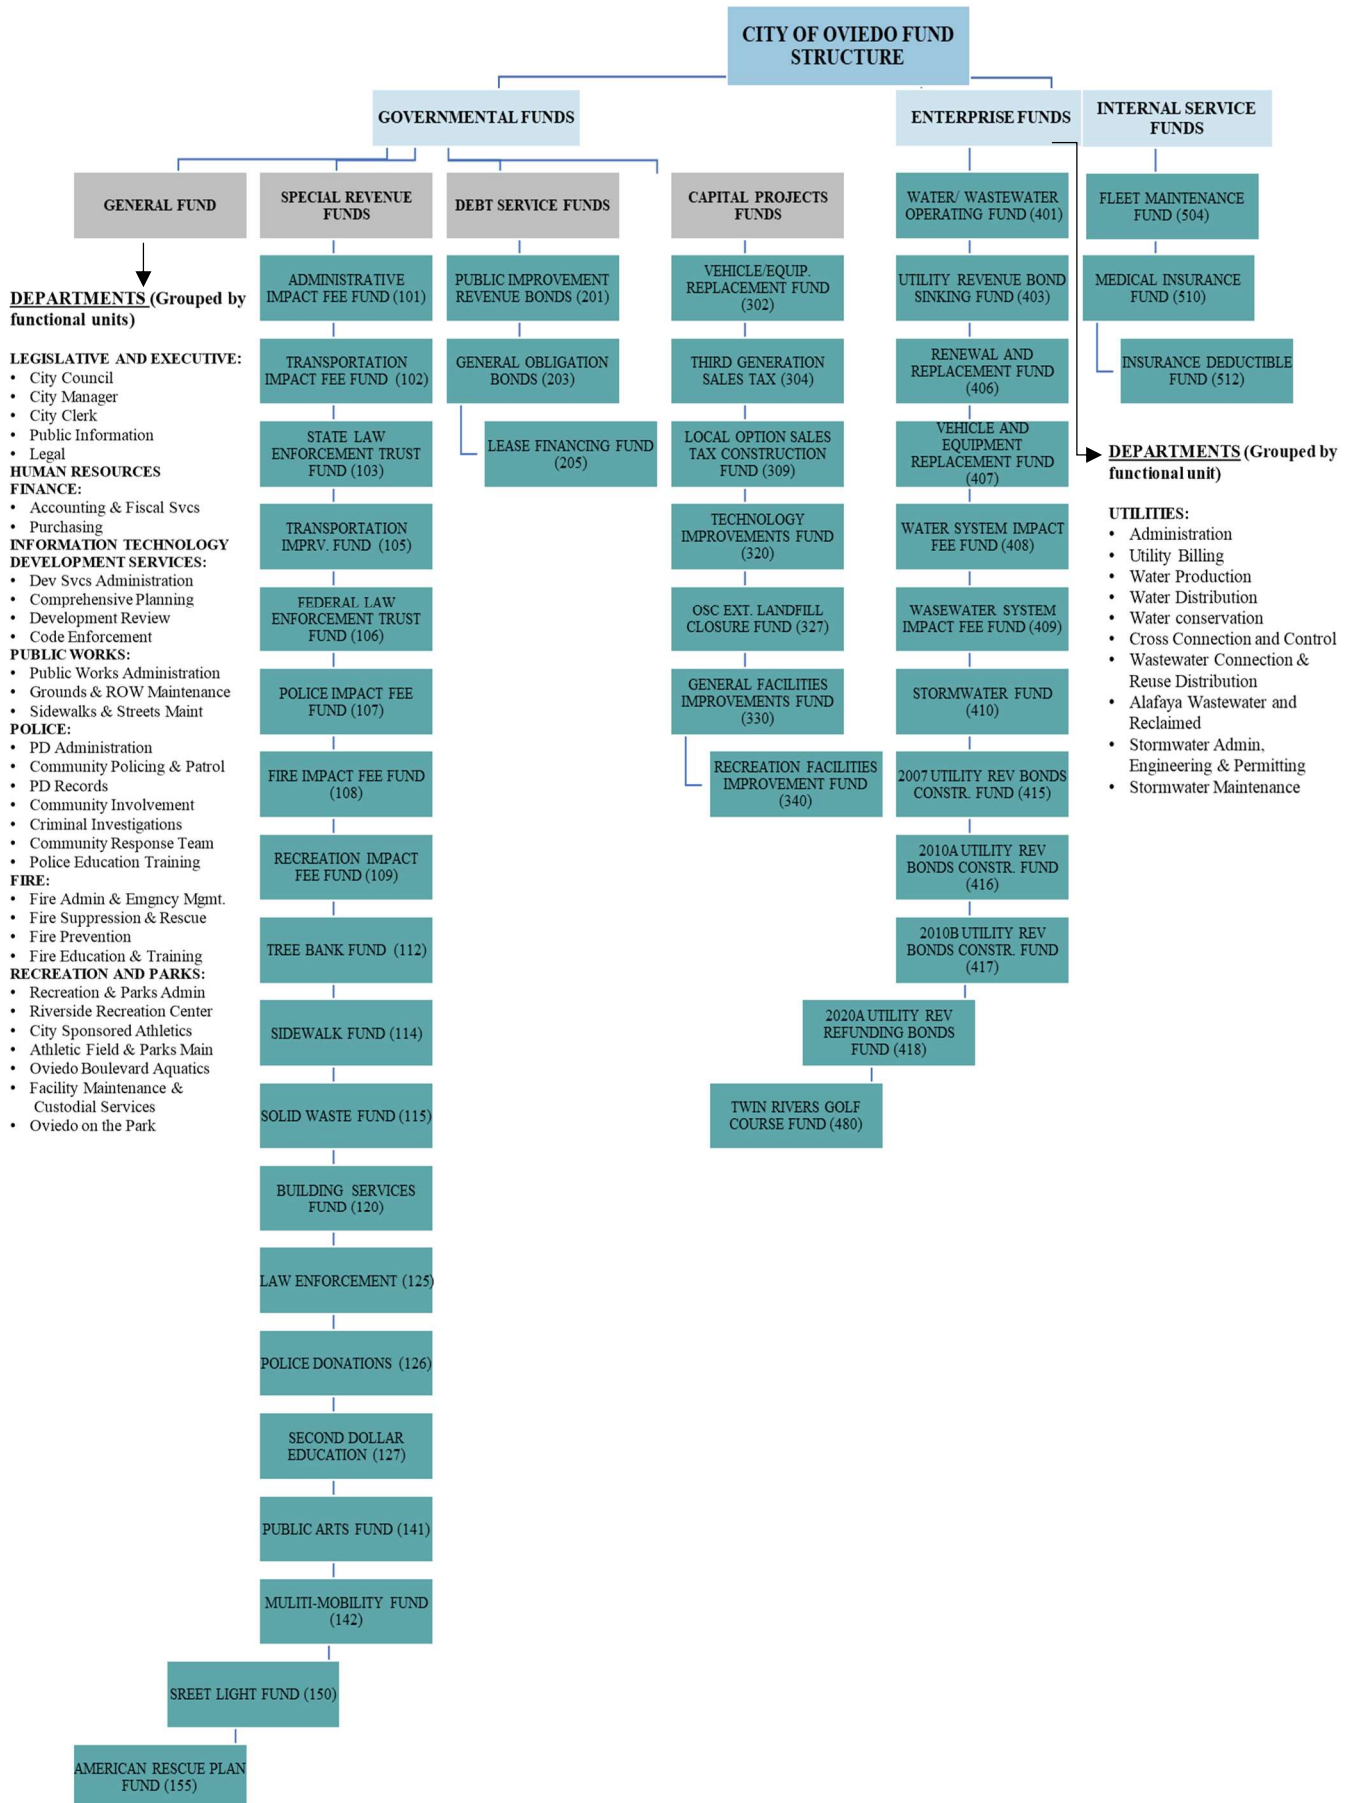 CITY OF OVIEDO FUND
STRUCTURE
GOVERNMENTAL FUNDS
ENTERPRISE FUNDS
INTERNAL SERVICE
FUNDS
GENERAL FUND
DEPARTMENTS (Grouped by
functional units)
LEGISLATIVE AND EXECUTIVE:
• City Council
• City Manager
• City Clerk
• Public Information
• Legal
HUMAN RESOURCES
FINANCE:
• Accounting & Fiscal Svcs
• Purchasing
INFORMATION TECHNOLOGY
DEVELOPMENT SERVICES:
• Dev Svcs Administration
• Comprehensive Planning
• Development Review
• Code Enforcement
PUBLIC WORKS:
• Public Works Administration
• Grounds & ROW Maintenance
• Sidewalks & Streets Maint
POLICE:
• PD Administration
• Community Policing & Patrol
• PD Records
• Community Involvement
• Criminal Investigations
• Community Response Team
• Police Education Training
FIRE:
• Fire Admin & Emgncy Mgmt.
• Fire Suppression & Rescue
• Fire Prevention
• Fire Education & Training
RECREATION AND PARKS:
• Recreation & Parks Admin
• Riverside Recreation Center
• City Sponsored Athletics
• Athletic Field & Parks Main
• Oviedo Boulevard Aquatics
• Facility Maintenance &
Custodial Services
• Oviedo on the Park
SPECIAL REVENUE
FUNDS
ADMINISTRATIVE
IMPACT FEE FUND (101)
TRANSPORTATION
IMPACT FEE FUND (102)
STATE LAW
ENFORCEMENT TRUST
FUND (103)
TRANSPORTATION
IMPRV. FUND (105)
FEDERAL LAW
ENFORCEMENT TRUST
FUND (106)
POLICE IMPACT FEE
FUND (107)
FIRE IMPACT FEE FUND
(108)
RECREATION IMPACT
FEE FUND (109)
TREE BANK FUND (112)
SIDEWALK FUND (114)
SOLID WASTE FUND (115)
BUILDING SERVICES
FUND (120)
LAW ENFORCEMENT (125)
POLICE DONATIONS (126)
SECOND DOLLAR
EDUCATION (127)
PUBLIC ARTS FUND (141)
MULITI-MOBILITY FUND
(142)
SREET LIGHT FUND (150)
AMERICAN RESCUE PLAN
FUND (155)
DEBT SERVICE FUNDS
PUBLIC IMPROVEMENT
REVENUE BONDS (201)
GENERAL OBLIGATION
BONDS (203)
LEASE FINANCING FUND
(205)
CAPITAL PROJECTS
FUNDS
VEHICLE/EQUIP.
REPLACEMENT FUND
(302)
THIRD GENERATION
SALES TAX (304)
LOCAL OPTION SALES
TAX CONSTRUCTION
FUND (309)
TECHNOLOGY
IMPROVEMENTS FUND
(320)
OSC EXT. LANDFILL
CLOSURE FUND (327)
GENERAL FACILITIES
IMPROVEMENTS FUND
(330)
RECREATION FACILITIES
IMPROVEMENT FUND
(340)
WATER/ WASTEWATER
OPERATING FUND (401)
UTILITY REVENUE BOND
SINKING FUND (403)
RENEWAL AND
REPLACEMENT FUND
(406)
VEHICLE AND
EQUIPMENT
REPLACEMENT FUND
(407)
WATER SYSTEM IMPACT
FEE FUND (408)
WASEWATER SYSTEM
IMPACT FEE FUND (409)
STORMWATER FUND
(410)
2007 UTILITY REV BONDS
CONSTR. FUND (415)
2010A UTILITY REV
BONDS CONSTR. FUND
(416)
2010B UTILITY REV
BONDS CONSTR. FUND
(417)
2020A UTILITY REV
REFUNDING BONDS
FUND (418)
TWIN RIVERS GOLF
COURSE FUND (480)
FLEET MAINTENANCE
FUND (504)
MEDICAL INSURANCE
FUND (510)
INSURANCE DEDUCTIBLE
FUND (512)
DEPARTMENTS (Grouped by
functional unit)
UTILITIES:
• Administration
• Utility Billing
• Water Production
• Water Distribution
• Water conservation
• Cross Connection and Control
• Wastewater Connection &
Reuse Distribution
• Alafaya Wastewater and
Reclaimed
• Stormwater Admin,
Engineering & Permitting
• Stormwater Maintenance